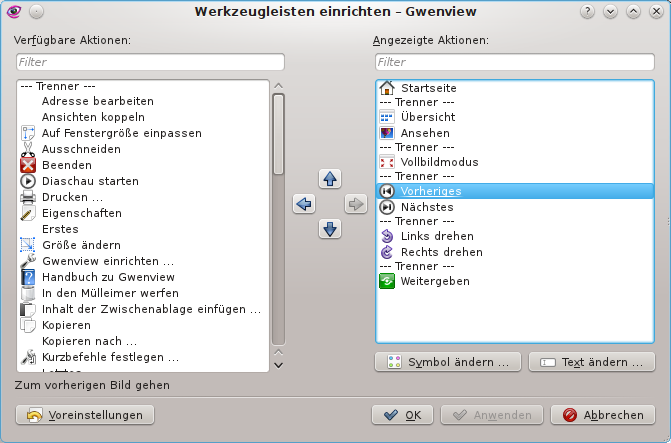 Werkzeugleisten einrichten – Gwenview
Verfügbare Aktionen:
Filter
--- Trenner ---
Adresse bearbeiten
Ansichten koppeln
Auf Fenstergröße einpassen
Ausschneiden
Beenden
Diaschau starten
Drucken ...
Eigenschaften
Erstes
Größe ändern
Gwenview einrichten ...
Handbuch zu Gwenview
In den Mülleimer werfen
Inhalt der Zwischenablage einfügen ...
Kopieren
Kopieren nach ...
Kurzbefehle festlegen ...
Letztes
Angezeigte Aktionen:
Filter
Startseite
--- Trenner ---
Übersicht
Ansehen
--- Trenner ---
Vollbildmodus
--- Trenner ---
Vorheriges
Nächstes
--- Trenner ---
Links drehen
Rechts drehen
--- Trenner ---
Weitergeben
Symbol ändern ...
Text ändern ...
Zum vorherigen Bild gehen
Voreinstellungen
OK
Anwenden
Abbrechen